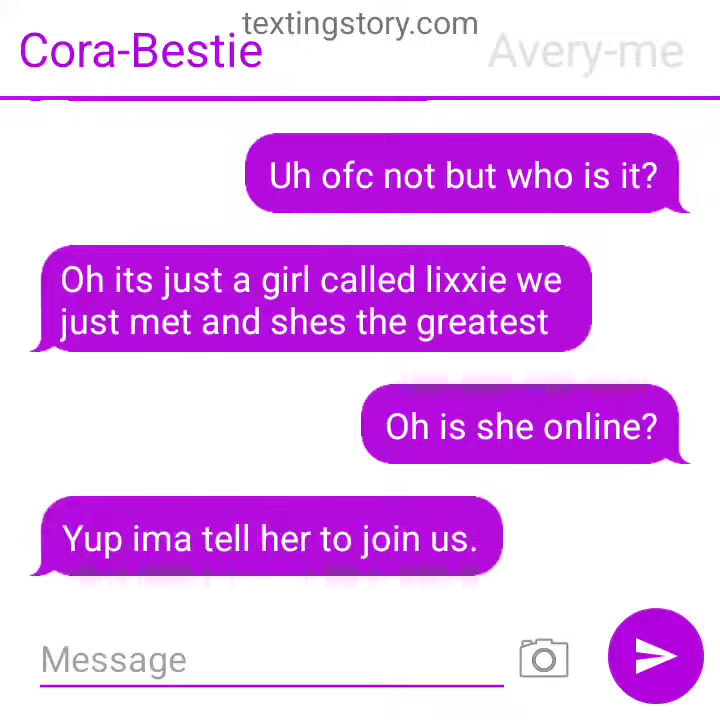 textingstory.com
Cora-Bestie
Avery-me
Uh ofc not but who is it?
Oh its just a girl called lixxie we
just met and shes the greatest
Oh is she online?
Yup ima tell her to join us.
Message